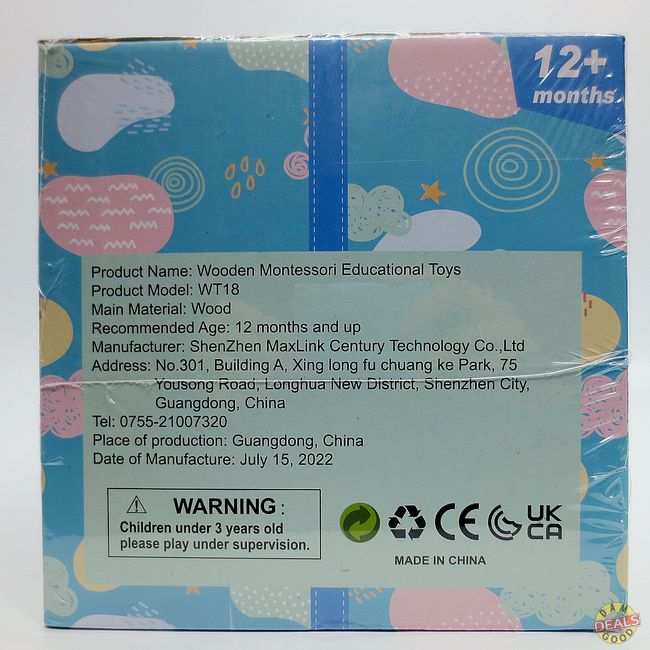 12+
months
Product Name: Wooden Montessori Educational Toys
Product Model: WT18
Main Material: Wood
Recommended Age: 12 months and up
Manufacturer: ShenZhen MaxLink Century Technology Co.,Ltd
Address: No.301, Building A, Xing long fu chuang ke Park, 75
Yousong Road, Longhua New District, Shenzhen City,
Guangdong, China
Tel: 0755-21007320
Place of production: Guangdong, China
Date of Manufacture: July 15, 2022
WARNING :
Children under 3 years old
please play under supervision.
CE
UK
CA
MADE IN CHINA
DAM
GOOD
DEALS